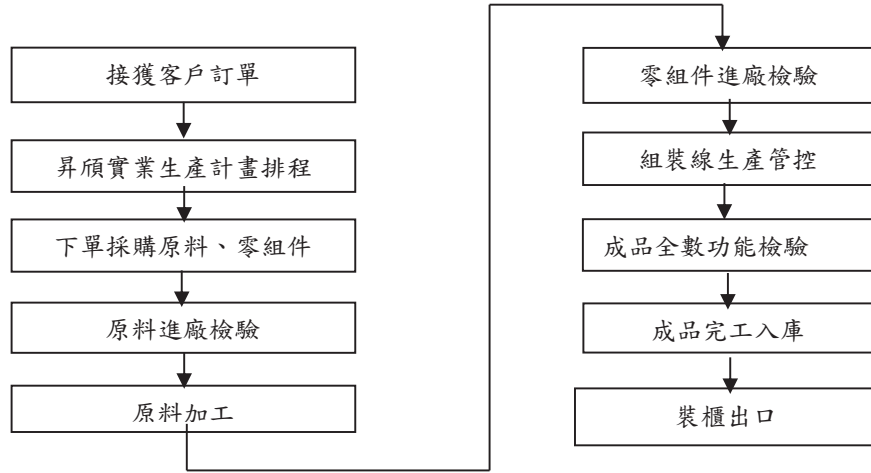 接獲客戶訂單
昇頎實業生產計畫排程
下單採購原料、零組件
原料進廠檢驗
原料加工
零組件進廠檢驗
組裝線生產管控
成品全數功能檢驗
成品完工入庫
裝櫃出口